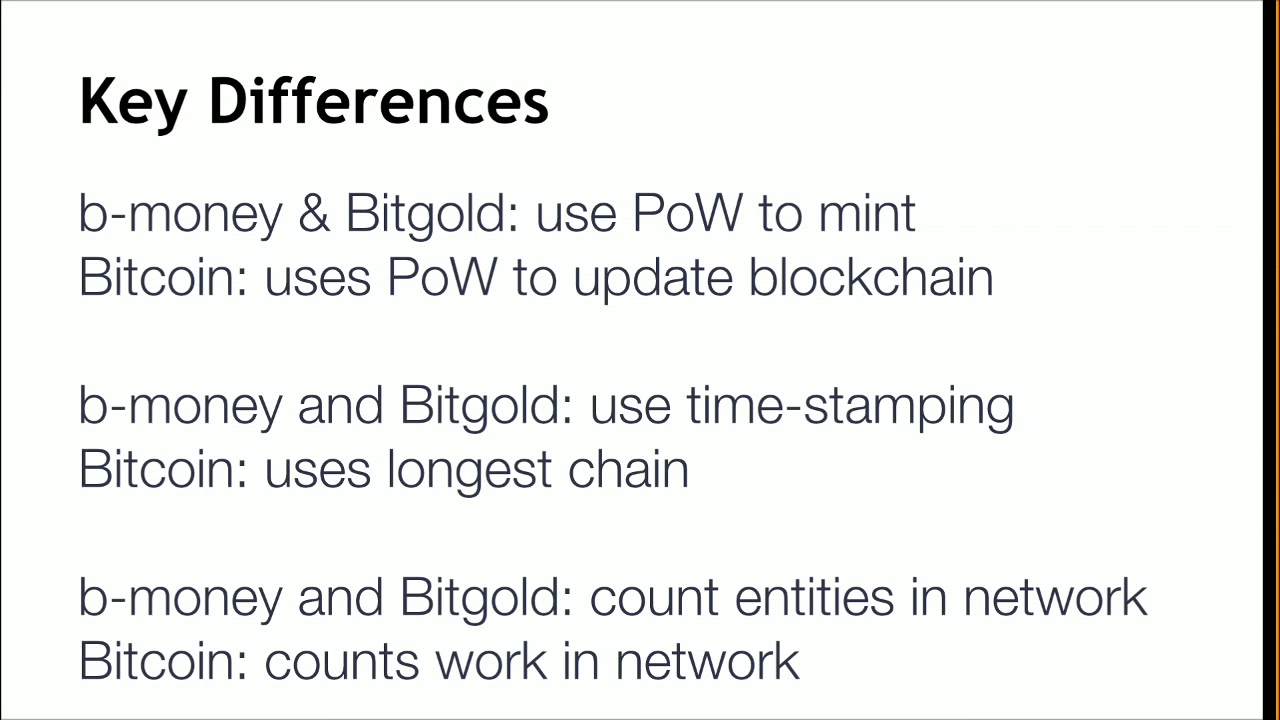 Key Differences
b-money & Bitgold: use PoW to mint
Bitcoin: uses PoW to update blockchain
b-money and Bitgold: use time-stamping
Bitcoin: uses longest chain
b-money and Bitgold: count entities in network
Bitcoin: counts work in network